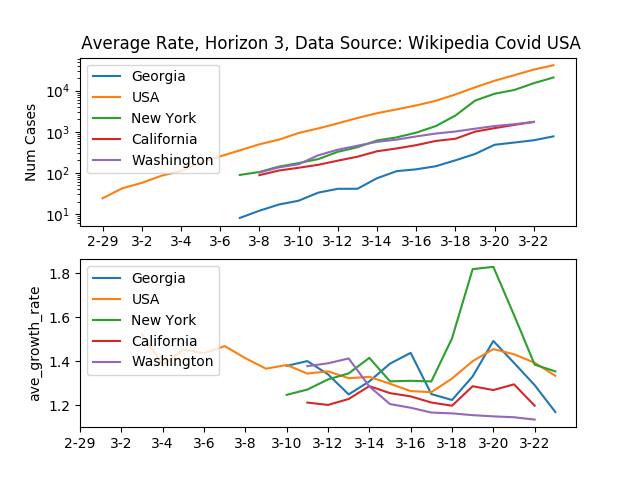 Average Rate, Horizon 3, Data Source: Wikipedia Covid USA
Num Cases
10^4
10^3
10^2
10^1
Georgia
USA
New York
California
Washington
2-29 3-2 3-4 3-6 3-8 3-10 3-12 3-14 3-16 3-18 3-20 3-22
ave_growth_rate
1.8
1.6
1.4
1.2
Georgia
USA
New York
California
Washington
2-29 3-2 3-4 3-6 3-8 3-10 3-12 3-14 3-16 3-18 3-20 3-22